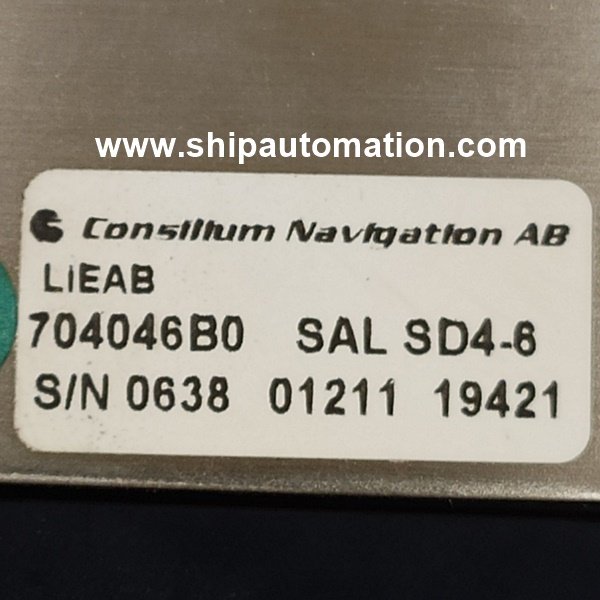 www.shipautomation.com
Consilium Navigation AB
LIEAB
704046B0 SAL SD4-6
S/N 0638 01211 19421